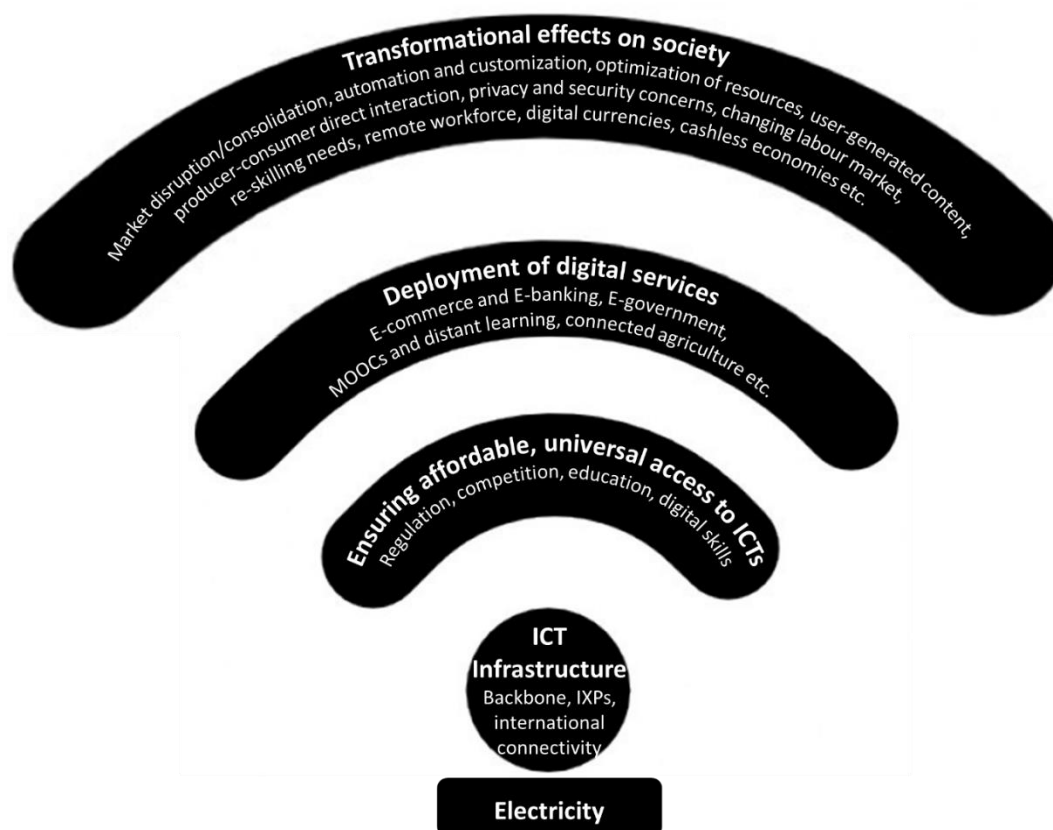 Transformational effects on society
Market disruption/consolidation, automation and customization, optimization of resources, user-generated content,
producer-consumer direct interaction, privacy and security concerns, changing labour market,
re-skilling needs, remote workforce, digital currencies, cashless economies etc.
Deployment of digital services
E-commerce and E-banking, E-government,
MOOCs and distant learning, connected agriculture etc.
Ensuring affordable, universal access to ICTs
Regulation, competition, education, digital skills
ICT
Infrastructure
Backbone, IXPs,
international
connectivity
Electricity